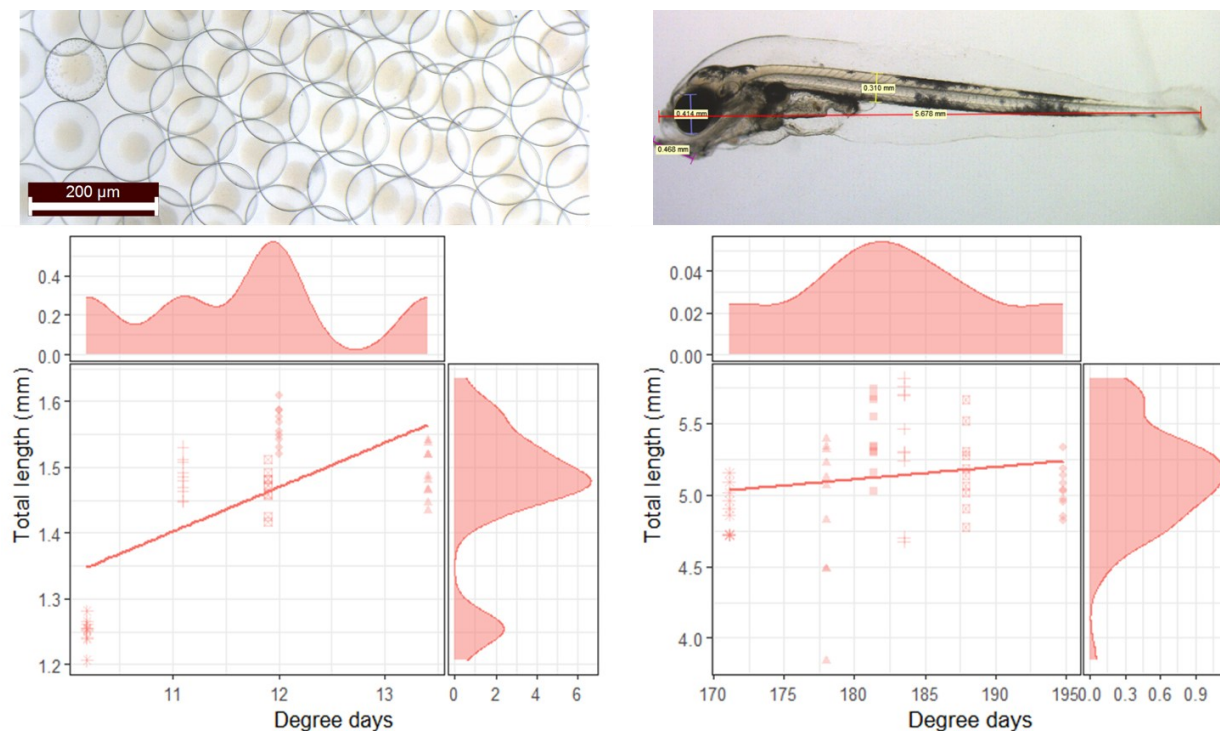 200 µm
0.414 mm
0.310 mm
5.678 mm
0.468 mm
0.4
0.2
0.0
1.6
1.5
1.4
1.3
1.2
Total length (mm)
11 12 13
0 2 3 4 6
Degree days
0.04
0.02
0.00
5.5
5.0
4.5
4.0
Total length (mm)
170 175 180 185 190 195
0.0 0.3 0.6 0.9
Degree days